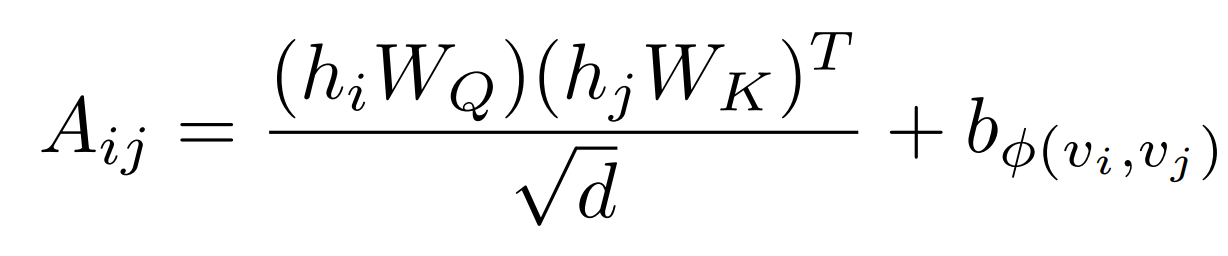 A_{ij} = \frac{(h_i W_Q)(h_j W_K)^T}{\sqrt{d}} + b_{\phi(v_i, v_j)}